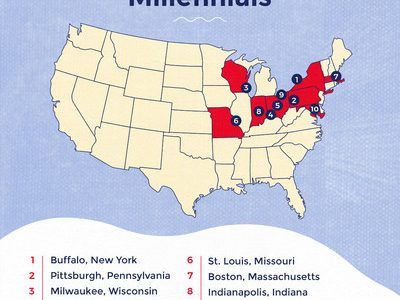 Millennials
1
7
3
9
2
5
8
10
4
6
1 Buffalo, New York
2 Pittsburgh, Pennsylvania
3 Milwaukee, Wisconsin
6 St. Louis, Missouri
7 Boston, Massachusetts
8 Indianapolis, Indiana